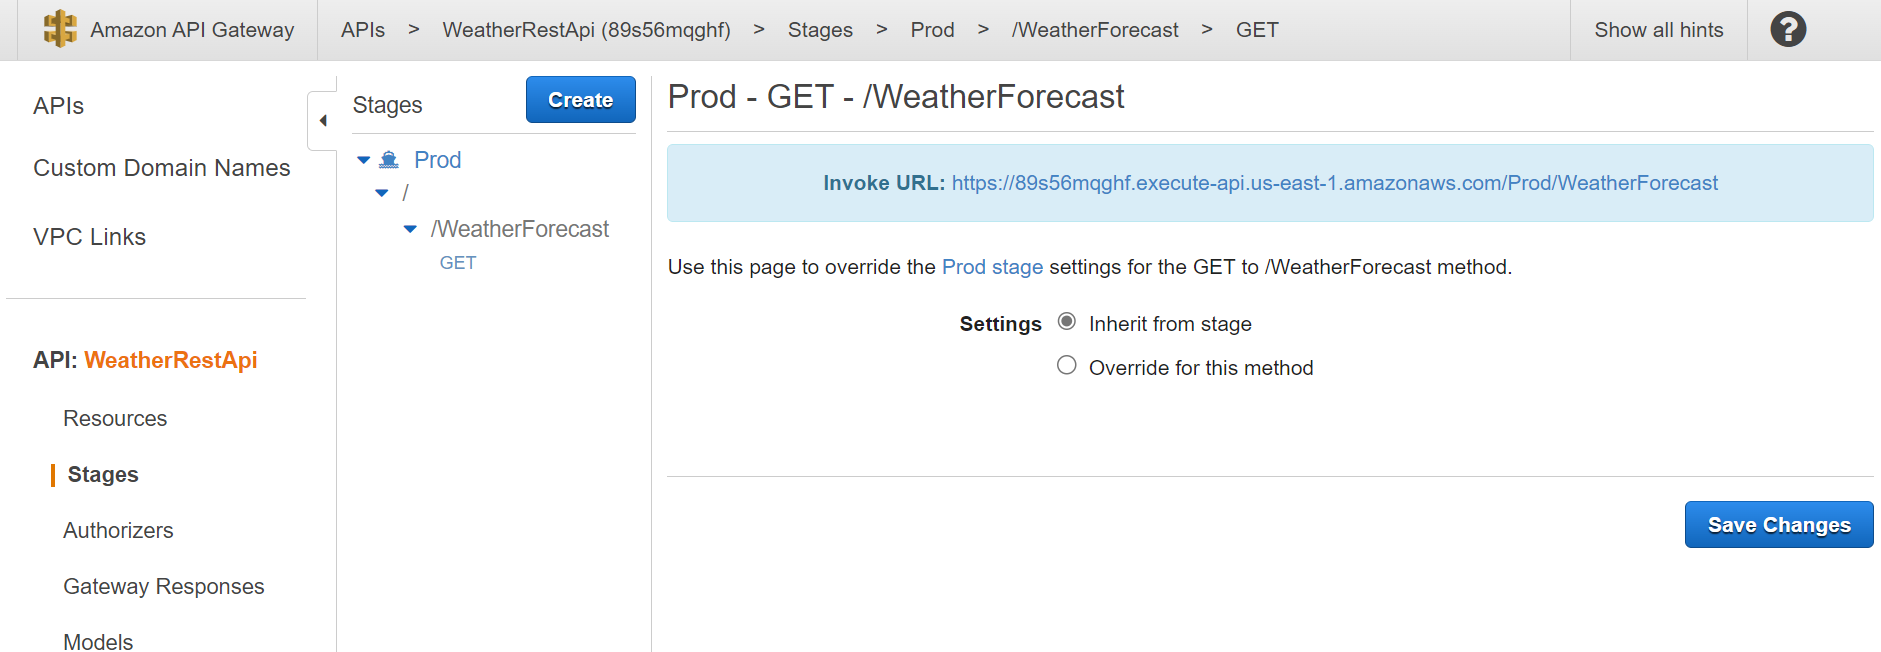 Amazon API Gateway
APIs > WeatherRestApi (89s56mqghf) > Stages > Prod > /WeatherForecast > GET
Show all hints
?
APIs
Custom Domain Names
VPC Links
API: WeatherRestApi
Resources
Stages
Authorizers
Gateway Responses
Models
Stages
Create
Prod
/
/WeatherForecast
GET
Prod - GET - /WeatherForecast
Invoke URL: https://89s56mqghf.execute-api.us-east-1.amazonaws.com/Prod/WeatherForecast
Use this page to override the Prod stage settings for the GET to /WeatherForecast method.
Settings Inherit from stage
Override for this method
Save Changes